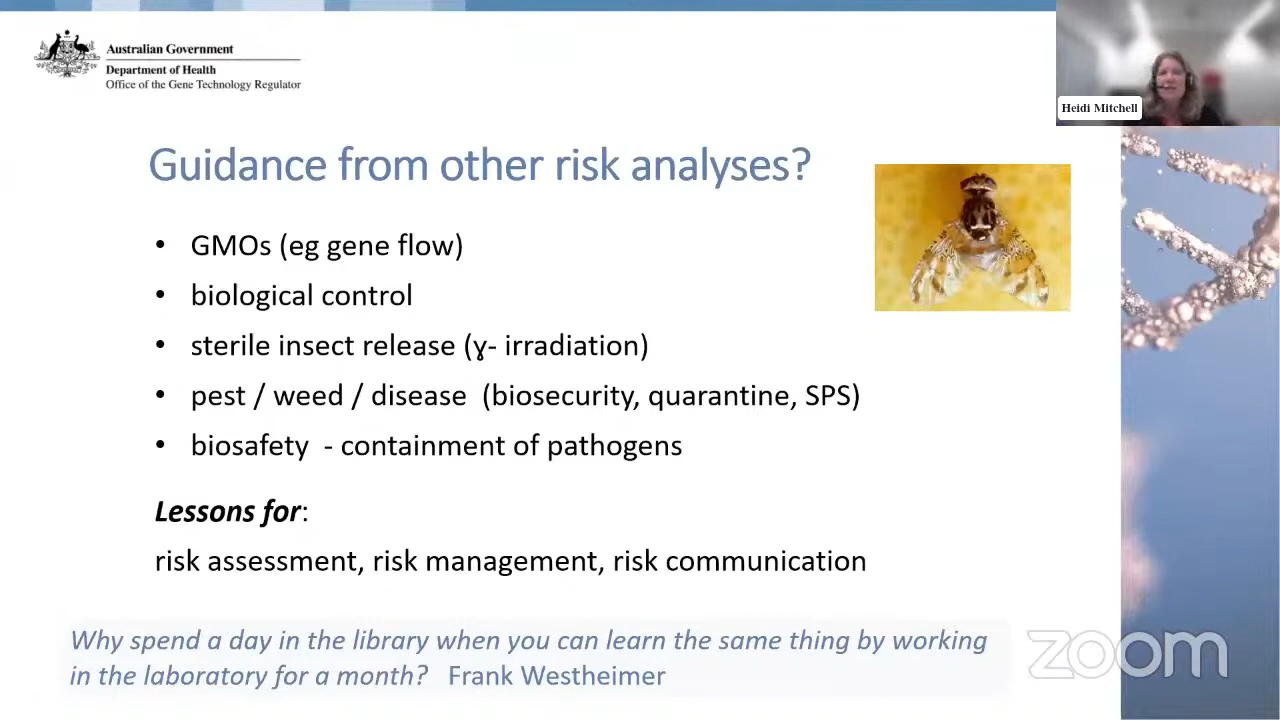 Australian Government
Department of Health
Office of the Gene Technology Regulator
Heidi Mitchell
Guidance from other risk analyses?
• GMOs (eg gene flow)
• biological control
• sterile insect release (ɣ- irradiation)
• pest / weed / disease (biosecurity, quarantine, SPS)
• biosafety - containment of pathogens
Lessons for:
risk assessment, risk management, risk communication
Why spend a day in the library when you can learn the same thing by working
in the laboratory for a month? Frank Westheimer
zoom